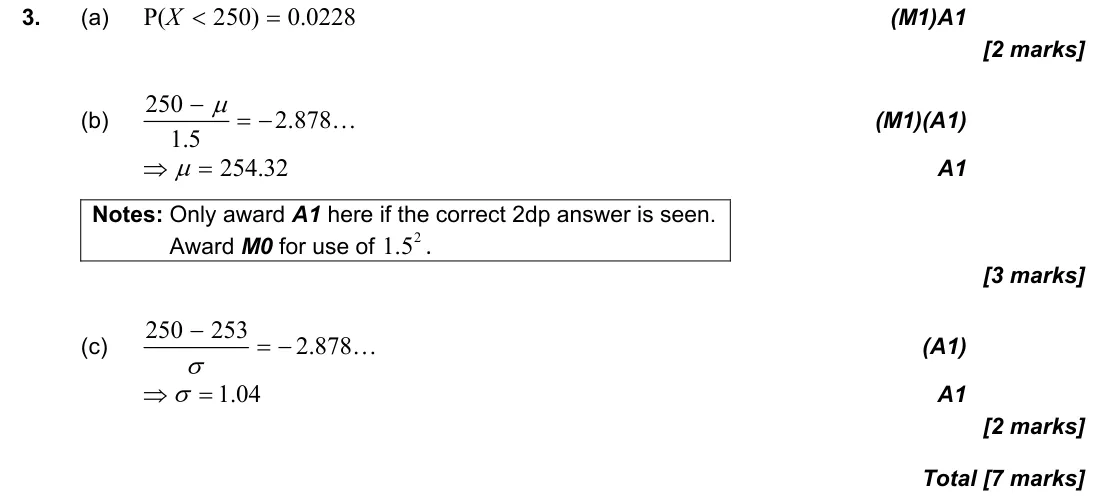 3. (a) P(X < 250) = 0.0228 (M1)A1
[2 marks]
(b) (250 − μ)/1.5 = −2.878… (M1)(A1)
⇒ μ = 254.32 A1
Notes: Only award A1 here if the correct 2dp answer is seen.
Award M0 for use of 1.5².
[3 marks]
(c) (250 − 253)/σ = −2.878… (A1)
⇒ σ = 1.04 A1
[2 marks]
Total [7 marks]